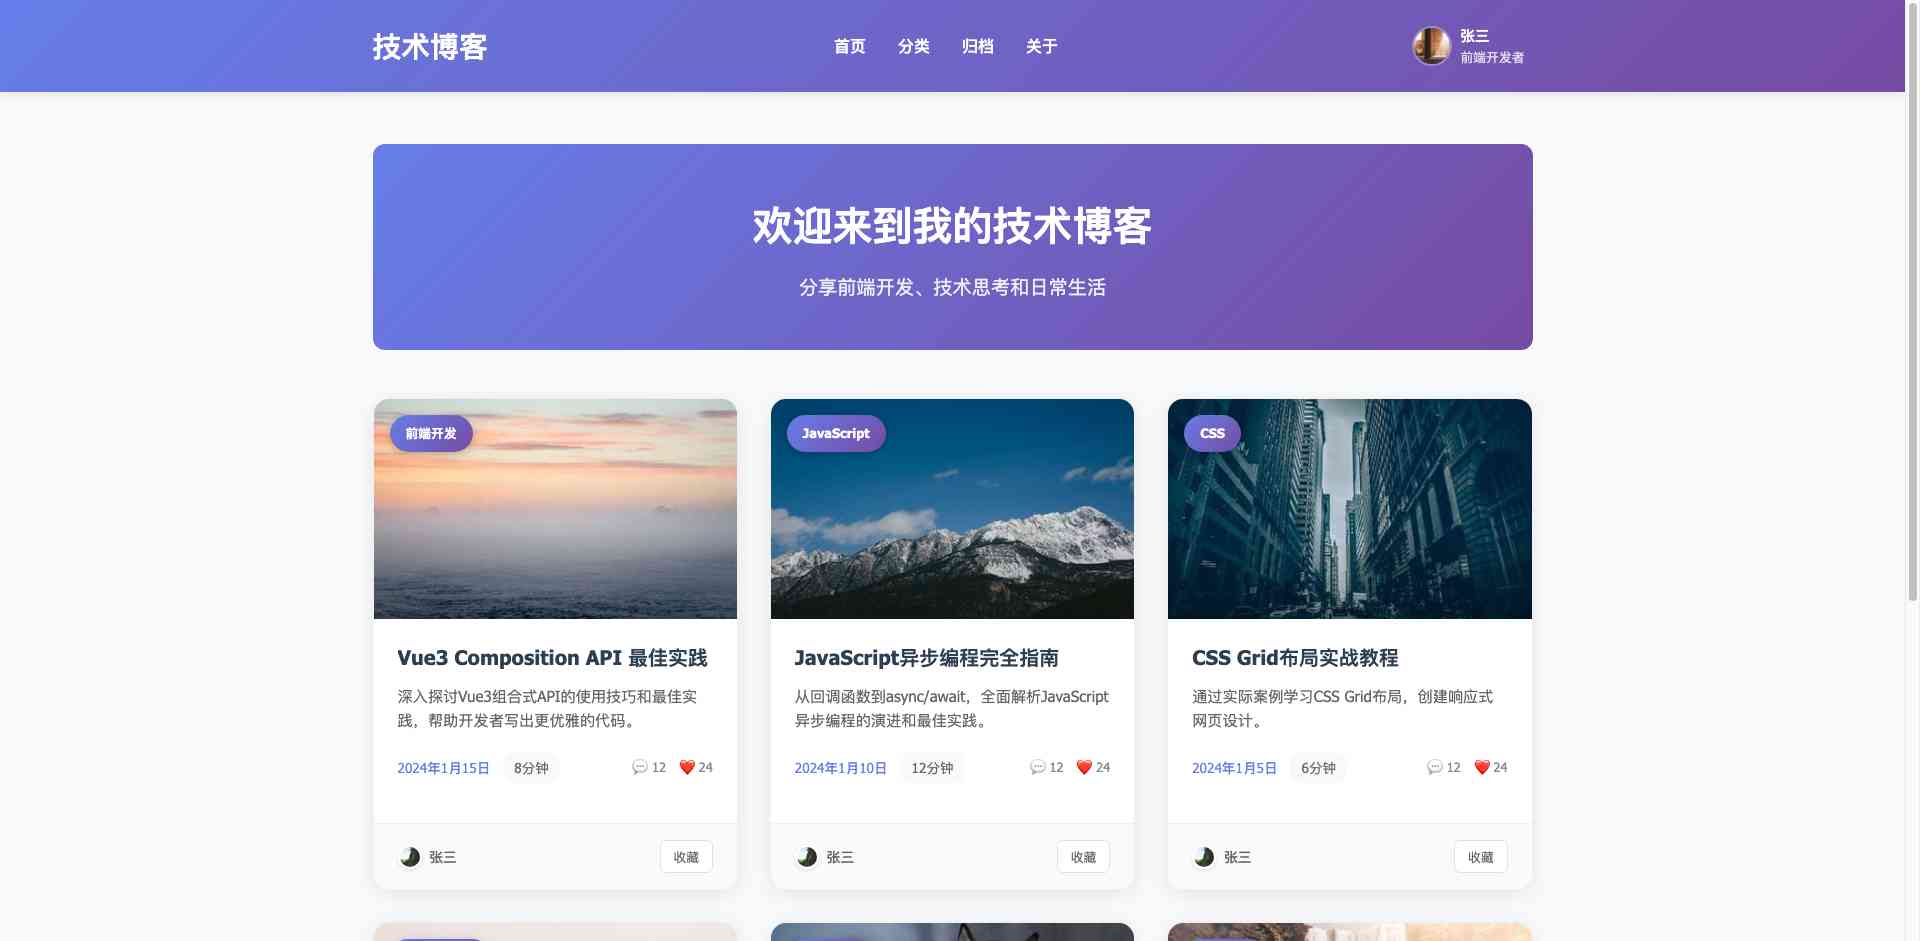 技术博客
首页 分类 归档 关于
张三
前端开发者
欢迎来到我的技术博客
分享前端开发、技术思考和日常生活
前端开发
Vue3 Composition API 最佳实践
深入探讨Vue3组合式API的使用技巧和最佳实
践，帮助开发者写出更优雅的代码。
2024年1月15日 8分钟 12 24
张三 收藏
JavaScript
JavaScript异步编程完全指南
从回调函数到async/await，全面解析JavaScript
异步编程的演进和最佳实践。
2024年1月10日 12分钟 12 24
张三 收藏
CSS
CSS Grid布局实战教程
通过实际案例学习CSS Grid布局，创建响应式
网页设计。
2024年1月5日 6分钟 12 24
张三 收藏